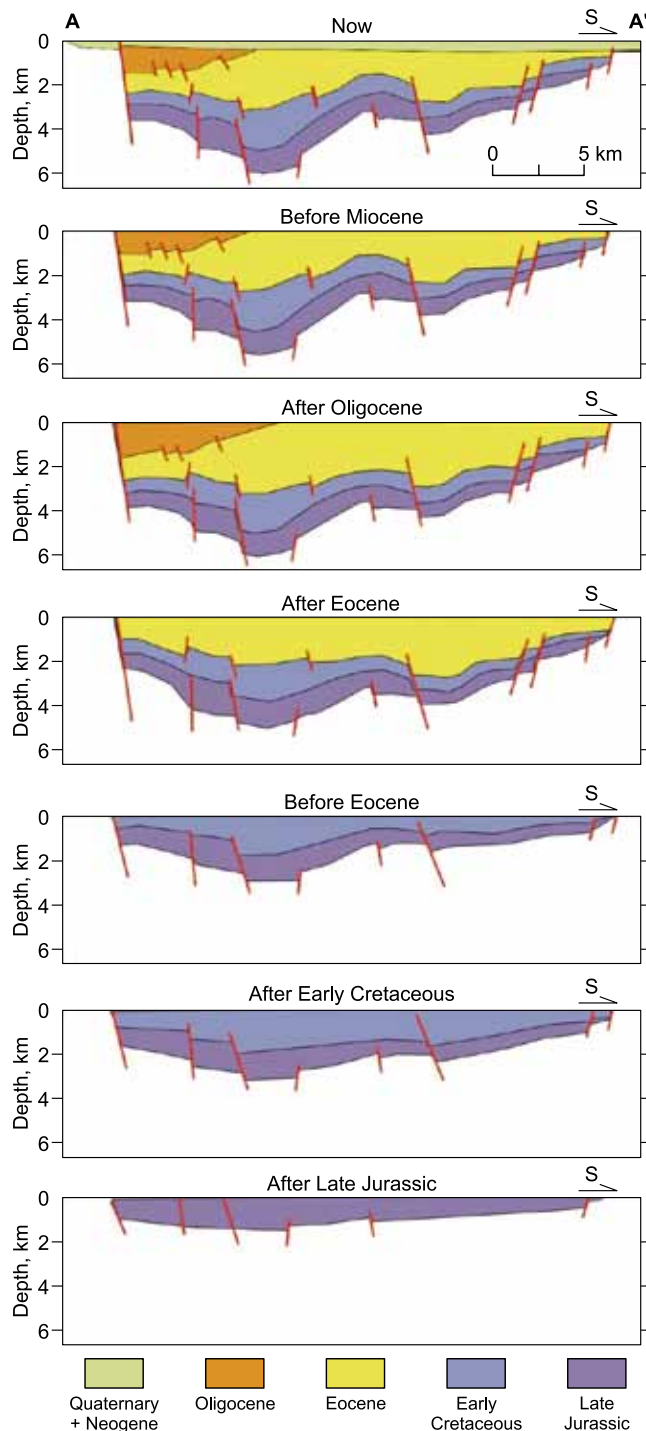 A
Now
S
A'
Depth, km
0
2
4
6
0
5 km
Before Miocene
S
Depth, km
0
2
4
6
After Oligocene
S
Depth, km
0
2
4
6
After Eocene
S
Depth, km
0
2
4
6
Before Eocene
S
Depth, km
0
2
4
6
After Early Cretaceous
S
Depth, km
0
2
4
6
After Late Jurassic
S
Depth, km
0
2
4
6
Quaternary
+ Neogene
Oligocene
Eocene
Early
Cretaceous
Late
Jurassic